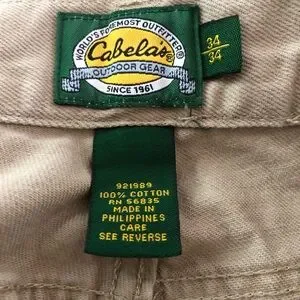 WORLD'S FOREMOST OUTFITTER®
Cabela's®
OUTDOOR GEAR
SINCE 1961
34
34
921989
100% COTTON
RN 56835
MADE IN
PHILIPPINES
CARE
SEE REVERSE